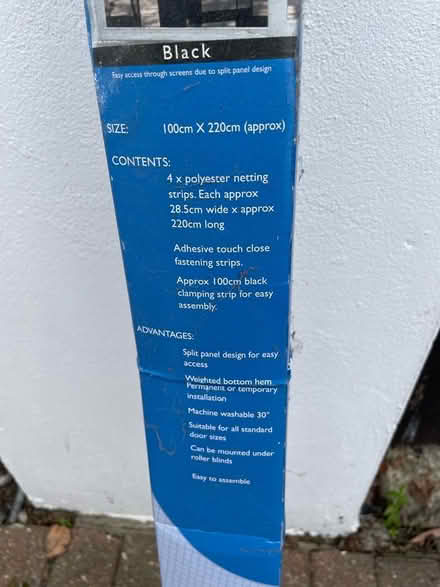 Black
Easy access through screens due to split panel design
SIZE: 100cm X 220cm (approx)
CONTENTS:
4 x polyester netting
strips. Each approx
28.5cm wide x approx
220cm long
Adhesive touch close
fastening strips.
Approx 100cm black
clamping strip for easy
assembly.
ADVANTAGES:
Split panel design for easy
access
Weighted bottom hem
Permanent or temporary
installation
Machine washable 30°
Suitable for all standard
door sizes
Can be mounted under
roller blinds
Easy to assemble